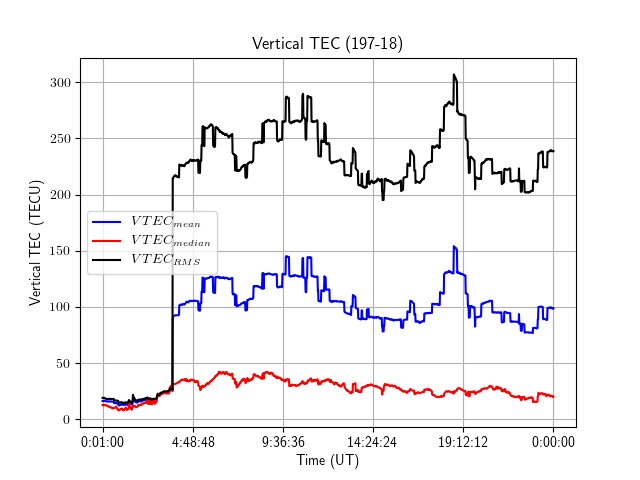 Vertical TEC (197-18)
Vertical TEC (TECU)
300
250
200
150
100
50
0
VTEC_mean
VTEC_median
VTEC_RMS
0:01:00 4:48:48 9:36:36 14:24:24 19:12:12 0:00:00
Time (UT)